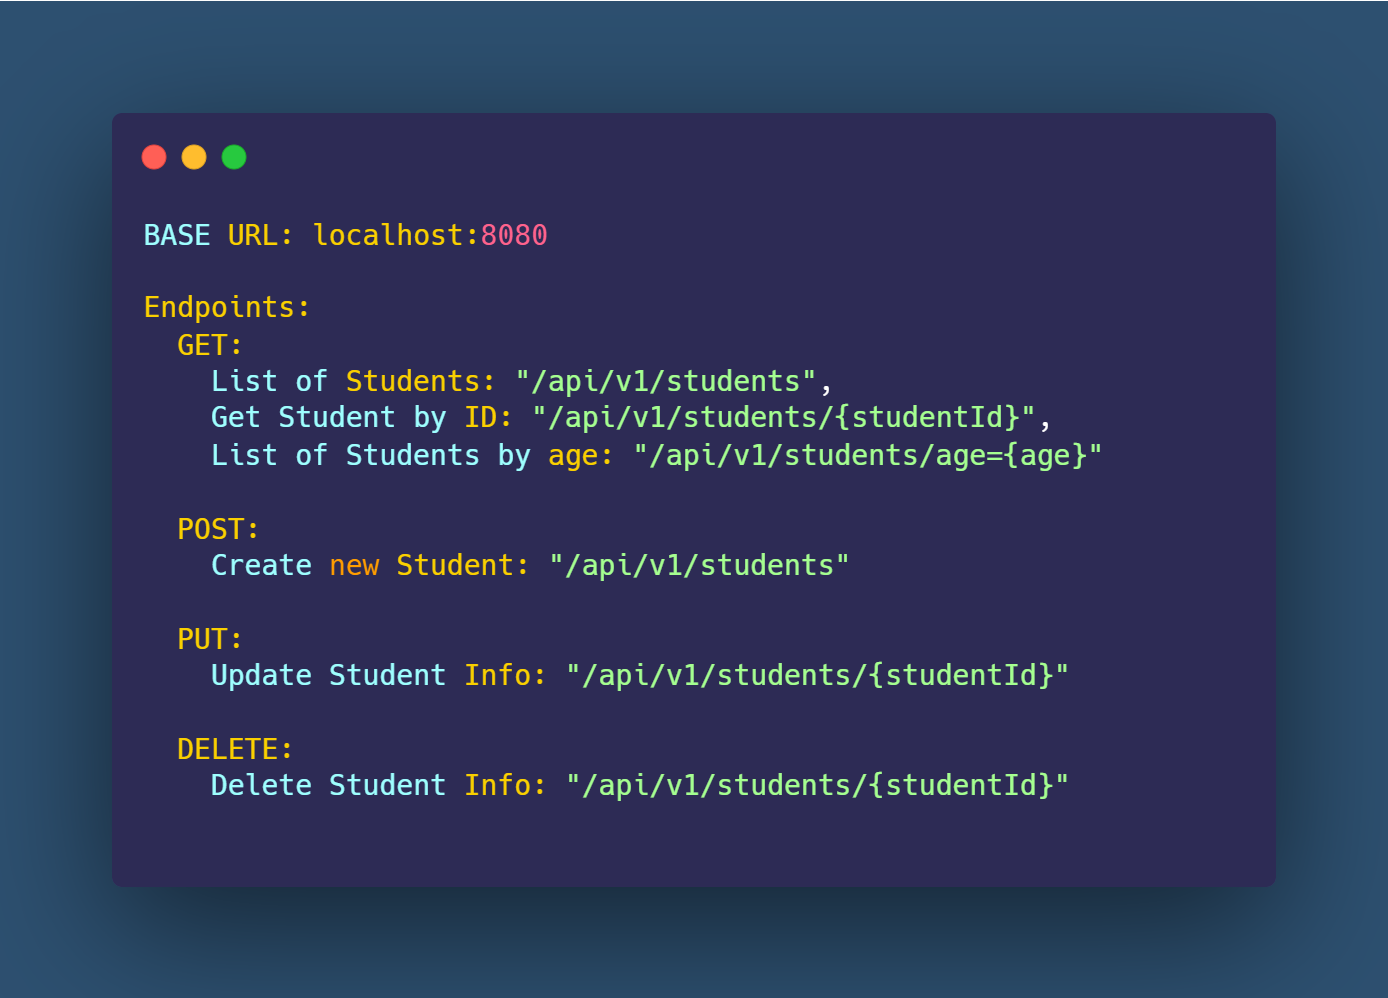 BASE URL: localhost:8080
Endpoints:
GET:
List of Students: "/api/v1/students",
Get Student by ID: "/api/v1/students/{studentId}",
List of Students by age: "/api/v1/students/age={age}"
POST:
Create new Student: "/api/v1/students"
PUT:
Update Student Info: "/api/v1/students/{studentId}"
DELETE:
Delete Student Info: "/api/v1/students/{studentId}"